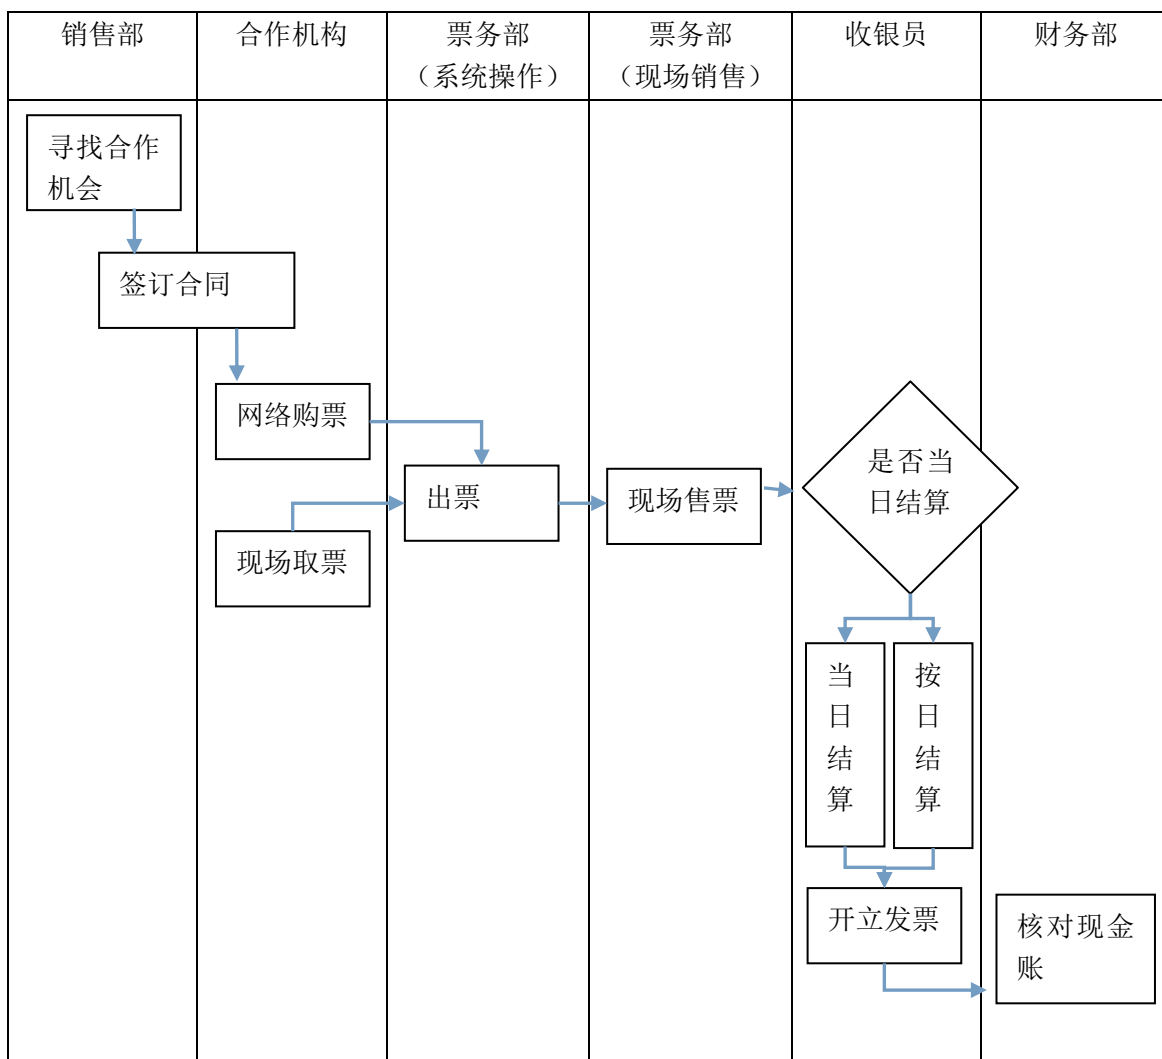 销售部
合作机构
票务部
（系统操作）
票务部
（现场销售）
收银员
财务部
寻找合作
机会
签订合同
网络购票
现场取票
出票
现场售票
是否当
日结算
当
日
结
算
按
日
结
算
开立发票
核对现金
账